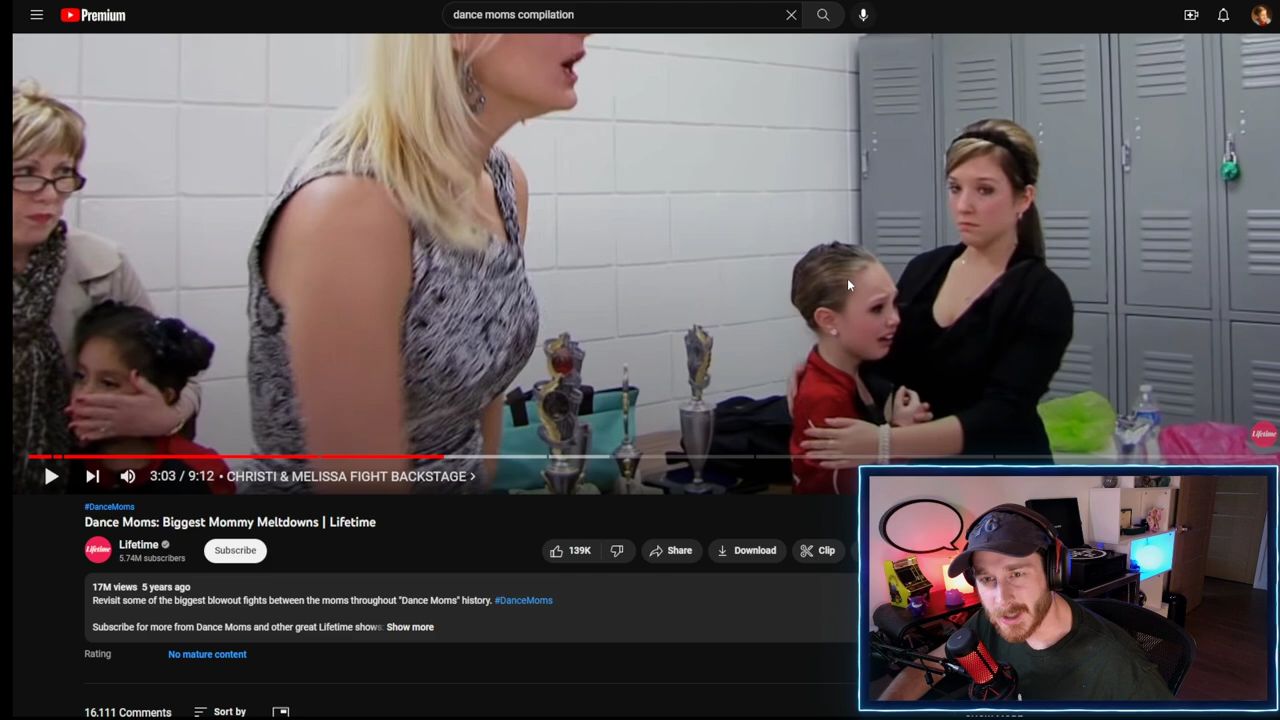 Premium
dance moms compilation
Lifetime
3:03 / 9:12 • CHRISTI & MELISSA FIGHT BACKSTAGE >
#DanceMoms
Dance Moms: Biggest Mommy Meltdowns | Lifetime
Lifetime
Lifetime
5.74M subscribers
Subscribe
139K
Share
Download
Clip
17M views 5 years ago
Revisit some of the biggest blowout fights between the moms throughout "Dance Moms" history. #DanceMoms
Subscribe for more from Dance Moms and other great Lifetime shows: Show more
Rating
No mature content
16,111 Comments
Sort by